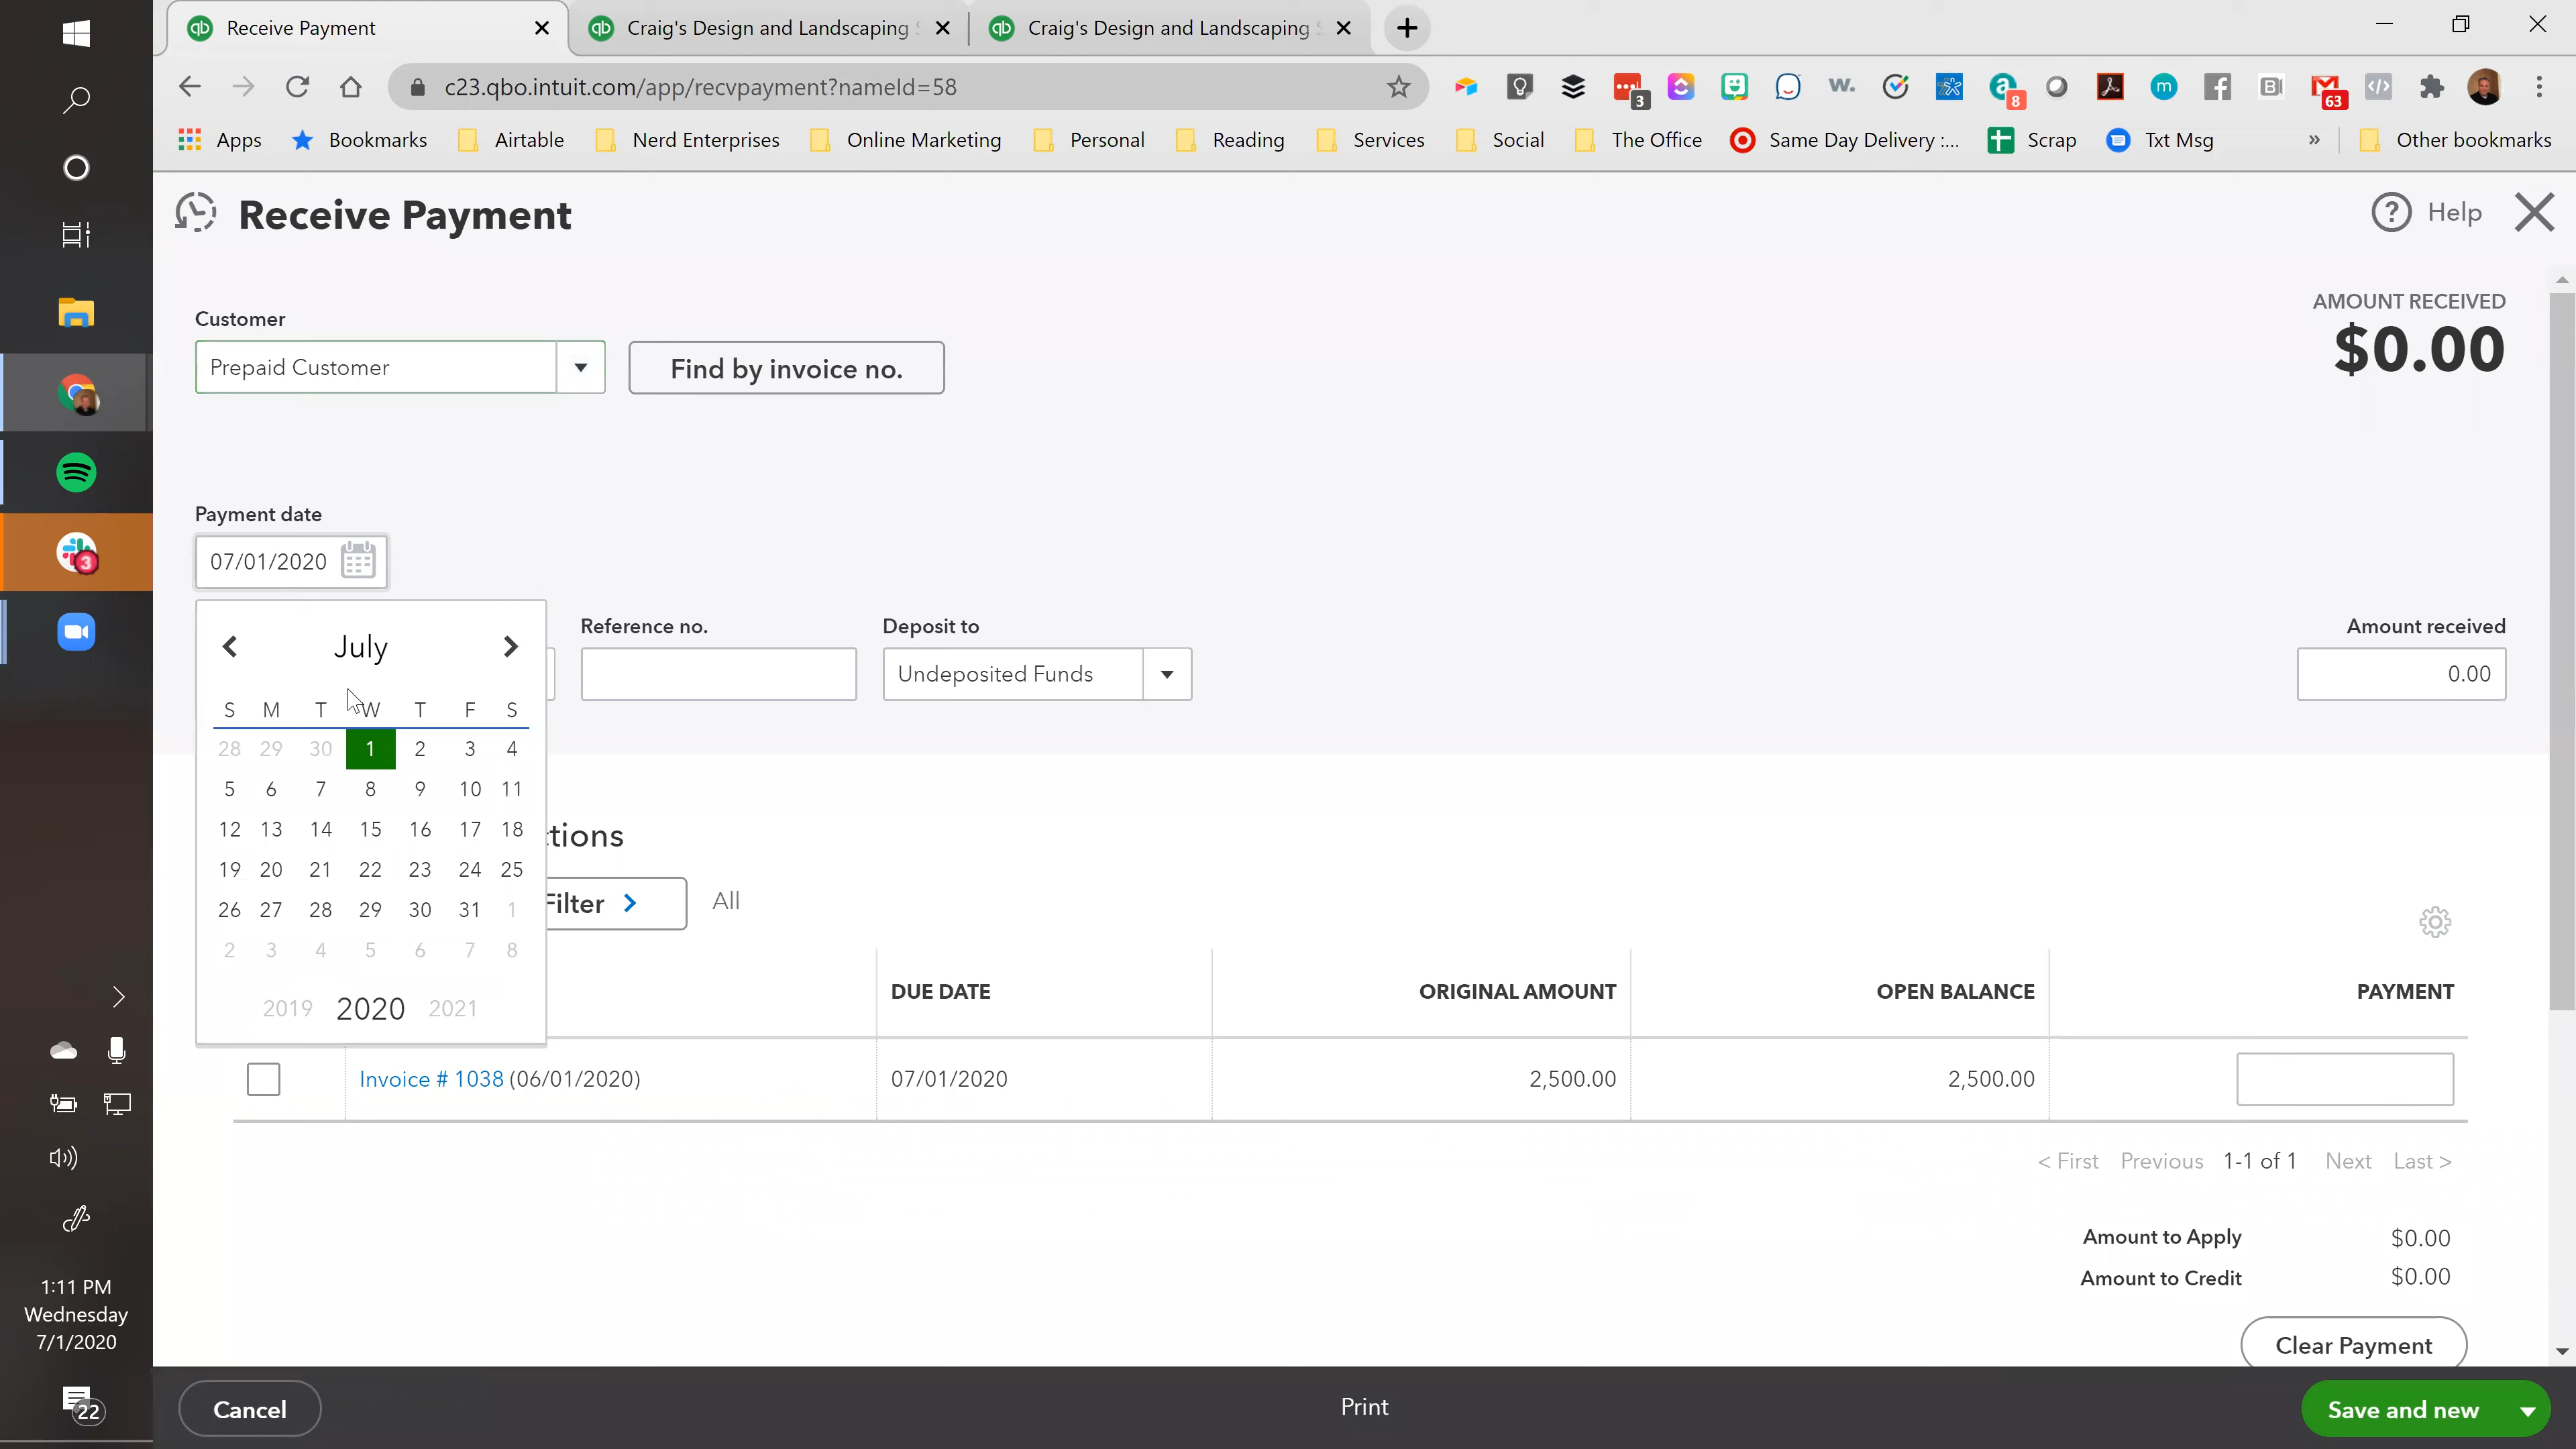 Receive Payment
Craig's Design and Landscaping
Craig's Design and Landscaping
c23.qbo.intuit.com/app/recvpayment?nameId=58
3
w.
a
8
m
B
63
Apps
Bookmarks
Airtable
Nerd Enterprises
Online Marketing
Personal
Reading
Services
Social
The Office
Same Day Delivery :...
Scrap
Txt Msg
»
Other bookmarks
Receive Payment
? Help
Customer
Prepaid Customer
Find by invoice no.
AMOUNT RECEIVED
$0.00
Payment date
07/01/2020
3
July
S M T W T F S
28 29 30 1 2 3 4
5 6 7 8 9 10 11
12 13 14 15 16 17 18
19 20 21 22 23 24 25
26 27 28 29 30 31 1
2 3 4 5 6 7 8
2019 2020 2021
Reference no.
Deposit to
Undeposited Funds
Amount received
0.00
tions
Filter > All
DUE DATE ORIGINAL AMOUNT OPEN BALANCE PAYMENT
Invoice # 1038 (06/01/2020) 07/01/2020 2,500.00 2,500.00
< First Previous 1-1 of 1 Next Last >
Amount to Apply $0.00
Amount to Credit $0.00
Clear Payment
1:11 PM
Wednesday
7/1/2020
22
Cancel
Print
Save and new